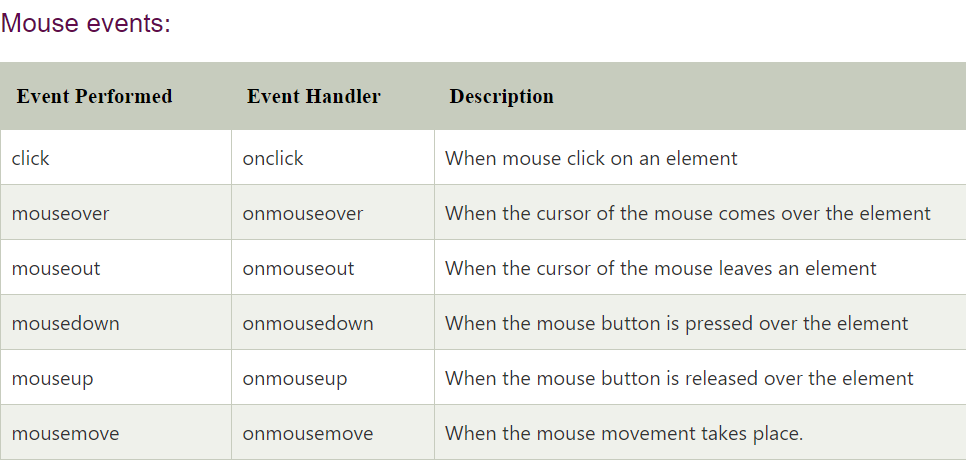 Mouse events:
Event Performed Event Handler Description
click onclick When mouse click on an element
mouseover onmouseover When the cursor of the mouse comes over the element
mouseout onmouseout When the cursor of the mouse leaves an element
mousedown onmousedown When the mouse button is pressed over the element
mouseup onmouseup When the mouse button is released over the element
mousemove onmousemove When the mouse movement takes place.